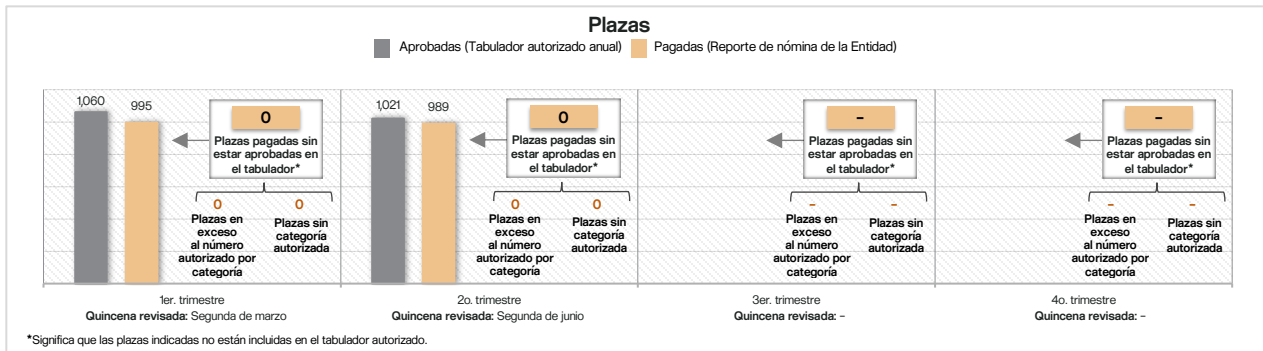 Plazas
Aprobadas (Tabulador autorizado anual)
Pagadas (Reporte de nómina de la Entidad)
1,060
995
0
Plazas pagadas sin
estar aprobadas en
el tabulador*
0
0
Plazas en
exceso
al número
autorizado por
categoría
Plazas sin
categoría
autorizada
1,021
989
0
Plazas pagadas sin
estar aprobadas en
el tabulador*
0
0
Plazas en
exceso
al número
autorizado por
categoría
Plazas sin
categoría
autorizada
–
Plazas pagadas sin
estar aprobadas en
el tabulador*
–
–
Plazas en
exceso
al número
autorizado por
categoría
Plazas sin
categoría
autorizada
–
Plazas pagadas sin
estar aprobadas en
el tabulador*
–
–
Plazas en
exceso
al número
autorizado por
categoría
Plazas sin
categoría
autorizada
1er. trimestre
Quincena revisada: Segunda de marzo
2o. trimestre
Quincena revisada: Segunda de junio
3er. trimestre
Quincena revisada: –
4o. trimestre
Quincena revisada: –
*Significa que las plazas indicadas no están incluidas en el tabulador autorizado.